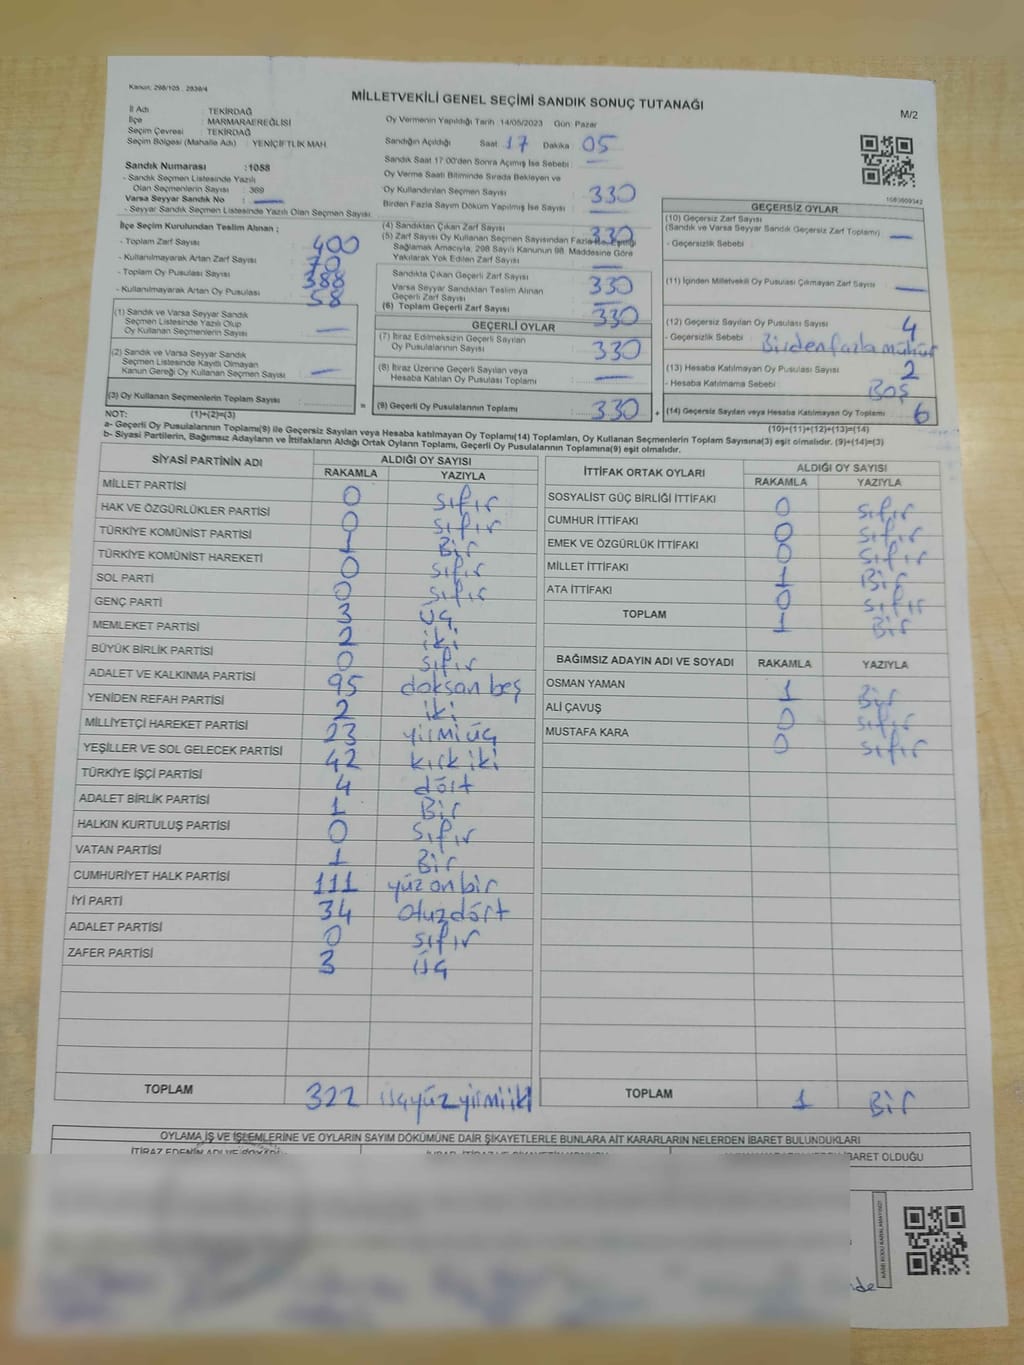 Kanun: 298/105 , 2839/4
MİLLETVEKİLİ GENEL SEÇİMİ SANDIK SONUÇ TUTANAĞI
M/2
İl Adı : TEKİRDAĞ
İlçe : MARMARAEREĞLİSİ
Seçim Çevresi : TEKİRDAĞ
Seçim Bölgesi (Mahalle Adı) : YENİÇİFTLİK MAH.
Oy Vermenin Yapıldığı Tarih :14/05/2023 Gün: Pazar
Sandığın Açıldığı Saat 17 Dakika 05
Sandık Saat 17:00'den Sonra Açılmış İse Sebebi : —
Oy Verme Saati Bitiminde Sırada Bekleyen ve
Oy Kullandırılan Seçmen Sayısı 330
Birden Fazla Sayım Döküm Yapılmış İse Sayısı :
Sandık Numarası :1058
- Sandık Seçmen Listesinde Yazılı
Olan Seçmenlerin Sayısı : 369
Varsa Seyyar Sandık No : —
- Seyyar Sandık Seçmen Listesinde Yazılı Olan Seçmen Sayısı:
İlçe Seçim Kurulundan Teslim Alınan ;
- Toplam Zarf Sayısı : 400
- Kullanılmayarak Artan Zarf Sayısı : 70
- Toplam Oy Pusulası Sayısı : 388
- Kullanılmayarak Artan Oy Pusulası : 58
(1) Sandık ve Varsa Seyyar Sandık
Seçmen Listesinde Yazılı Olup
Oy Kullanan Seçmenlerin Sayısı : —
(2) Sandık ve Varsa Seyyar Sandık
Seçmen Listesinde Kayıtlı Olmayan
Kanun Gereği Oy Kullanan Seçmen Sayısı : —
(3) Oy Kullanan Seçmenlerin Toplam Sayısı :
(4) Sandıktan Çıkan Zarf Sayısı : 330
(5) Zarf Sayısı Oy Kullanan Seçmen Sayısından Fazla İse, Eşitliği
Sağlamak Amacıyla, 298 Sayılı Kanunun 98. Maddesine Göre
Yakılarak Yok Edilen Zarf Sayısı : —
Sandıkta Çıkan Geçerli Zarf Sayısı : 330
Varsa Seyyar Sandıktan Teslim Alınan
Geçerli Zarf Sayısı : —
(6) Toplam Geçerli Zarf Sayısı : 330
GEÇERLİ OYLAR
(7) İtiraz Edilmeksizin Geçerli Sayılan
Oy Pusulalarının Sayısı : 330
(8) İtiraz Üzerine Geçerli Sayılan veya
Hesaba Katılan Oy Pusulası Toplamı : —
= (9) Geçerli Oy Pusulalarının Toplamı : 330 +
1083609342
GEÇERSİZ OYLAR
(10) Geçersiz Zarf Sayısı
(Sandık ve Varsa Seyyar Sandık Geçersiz Zarf Toplamı) : —
- Geçersizlik Sebebi :
(11) İçinden Milletvekili Oy Pusulası Çıkmayan Zarf Sayısı : —
(12) Geçersiz Sayılan Oy Pusulası Sayısı : 4
- Geçersizlik Sebebi : Birden fazla mühür
(13) Hesaba Katılmayan Oy Pusulası Sayısı : 2
- Hesaba Katılmama Sebebi : Boş
(14) Geçersiz Sayılan veya Hesaba Katılmayan Oy Toplamı : 6
NOT: (1)+(2)=(3)
(10)+(11)+(12)+(13)=(14)
a- Geçerli Oy Pusulalarının Toplamı(9) ile Geçersiz Sayılan veya Hesaba katılmayan Oy Toplamı(14) Toplamları, Oy Kullanan Seçmenlerin Toplam Sayısına(3) eşit olmalıdır. (9)+(14)=(3)
b- Siyasi Partilerin, Bağımsız Adayların ve İttifakların Aldığı Ortak Oyların Toplamı, Geçerli Oy Pusulalarının Toplamına(9) eşit olmalıdır.
SİYASİ PARTİNİN ADI ALDIĞI OY SAYISI
RAKAMLA YAZIYLA
MİLLET PARTİSİ 0 sıfır
HAK VE ÖZGÜRLÜKLER PARTİSİ 0 sıfır
TÜRKİYE KOMÜNİST PARTİSİ 1 Bir
TÜRKİYE KOMÜNİST HAREKETİ 0 sıfır
SOL PARTİ 0 sıfır
GENÇ PARTİ 3 üç
MEMLEKET PARTİSİ 2 iki
BÜYÜK BİRLİK PARTİSİ 0 sıfır
ADALET VE KALKINMA PARTİSİ 95 doksan beş
YENİDEN REFAH PARTİSİ 2 iki
MİLLİYETÇİ HAREKET PARTİSİ 23 yirmi üç
YEŞİLLER VE SOL GELECEK PARTİSİ 42 kırk iki
TÜRKİYE İŞÇİ PARTİSİ 4 dört
ADALET BİRLİK PARTİSİ 1 Bir
HALKIN KURTULUŞ PARTİSİ 0 sıfır
VATAN PARTİSİ 1 Bir
CUMHURİYET HALK PARTİSİ 111 yüz on bir
İYİ PARTİ 34 otuz dört
ADALET PARTİSİ 0 sıfır
ZAFER PARTİSİ 3 üç
TOPLAM 322 üçyüz yirmi iki
İTTİFAK ORTAK OYLARI ALDIĞI OY SAYISI
RAKAMLA YAZIYLA
SOSYALİST GÜÇ BİRLİĞİ İTTİFAKI 0 sıfır
CUMHUR İTTİFAKI 0 sıfır
EMEK VE ÖZGÜRLÜK İTTİFAKI 0 sıfır
MİLLET İTTİFAKI 1 Bir
ATA İTTİFAKI 0 sıfır
TOPLAM 1 Bir
BAĞIMSIZ ADAYIN ADI VE SOYADI RAKAMLA YAZIYLA
OSMAN YAMAN 1 Bir
ALİ ÇAVUŞ 0 sıfır
MUSTAFA KARA 0 sıfır
TOPLAM 1 Bir
OYLAMA İŞ VE İŞLEMLERİNE VE OYLARIN SAYIM DÖKÜMÜNE DAİR ŞİKAYETLERLE BUNLARA AİT KARARLARIN NELERDEN İBARET BULUNDUKLARI
İTİRAZ EDENİN ADI VE SOYADI
İBARET OLDUĞU